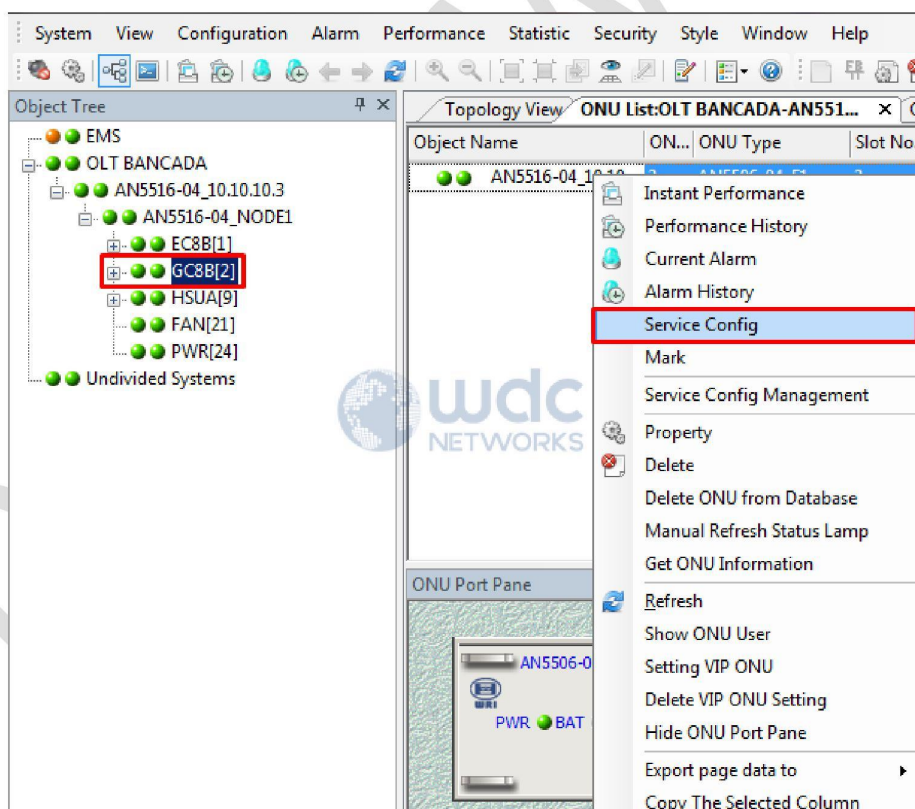 System View Configuration Alarm Performance Statistic Security Style Window Help
Object Tree
EMS
OLT BANCADA
AN5516-04_10.10.10.3
AN5516-04_NODE1
EC8B[1]
GC8B[2]
HSUA[9]
FAN[21]
PWR[24]
Undivided Systems
Topology View ONU List:OLT BANCADA-AN551... ×
Object Name ON... ONU Type Slot No.
AN5516-04_10.10
Instant Performance
Performance History
Current Alarm
Alarm History
Service Config
Mark
Service Config Management
Property
Delete
Delete ONU from Database
Manual Refresh Status Lamp
Get ONU Information
Refresh
Show ONU User
Setting VIP ONU
Delete VIP ONU Setting
Hide ONU Port Pane
Export page data to
Copy The Selected Column
wdc
NETWORKS
ONU Port Pane
AN5506-0
WRI
PWR BAT